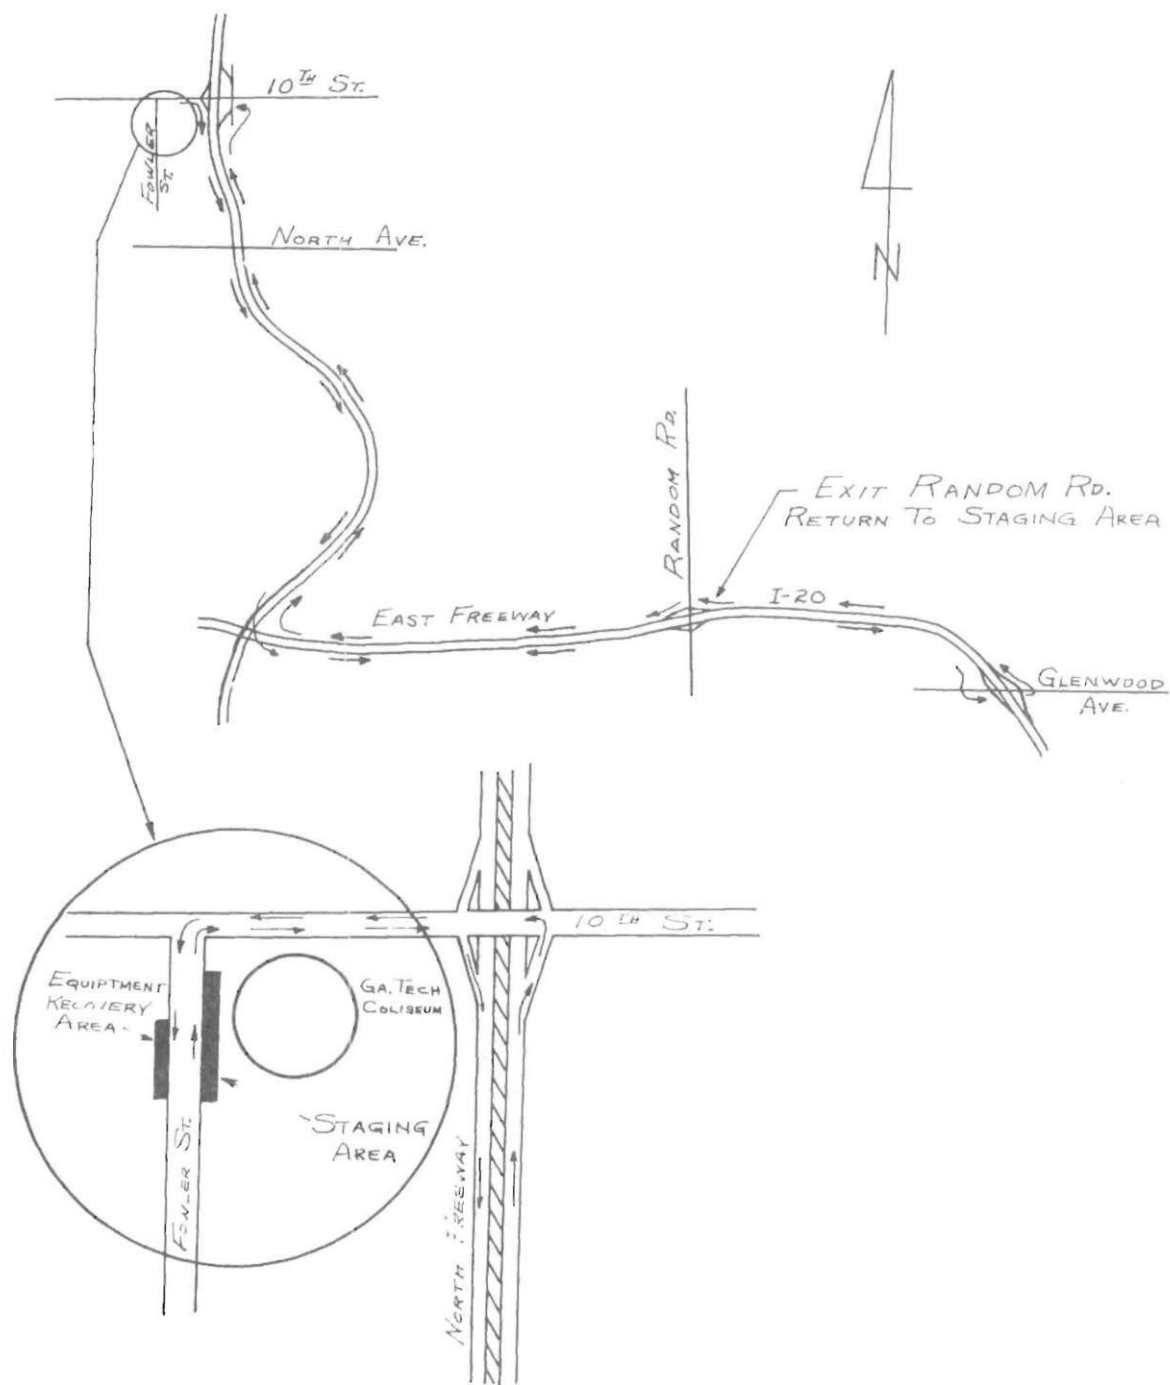 10TH ST.
FOWLER
ST.
NORTH AVE.
N
RANDOM RD.
EXIT RANDOM RD.
RETURN TO STAGING AREA
I-20
EAST FREEWAY
GLENWOOD
AVE.
10TH ST.
EQUIPTMENT
RECOVERY
AREA
GA. TECH
COLISEUM
STAGING
AREA
FOWLER ST.
NORTH FREEWAY